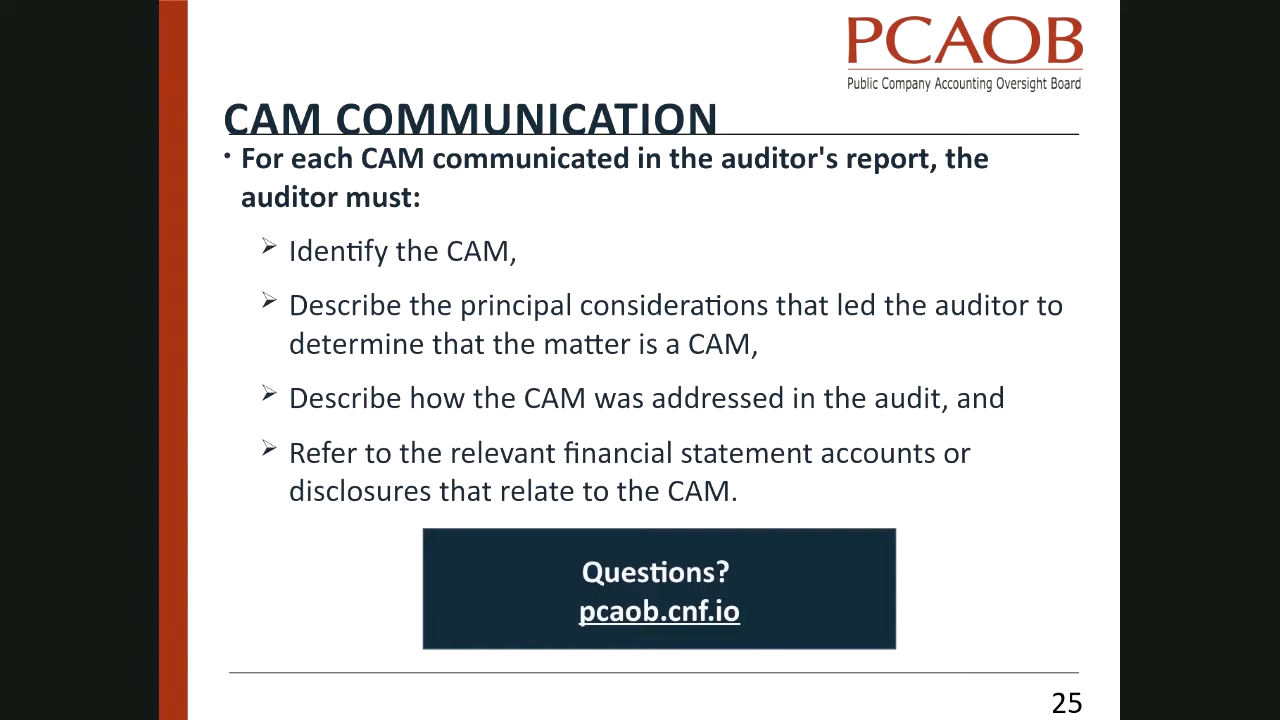 PCAOB
Public Company Accounting Oversight Board
CAM COMMUNICATION
• For each CAM communicated in the auditor's report, the
auditor must:
➢ Identify the CAM,
➢ Describe the principal considerations that led the auditor to
determine that the matter is a CAM,
➢ Describe how the CAM was addressed in the audit, and
➢ Refer to the relevant financial statement accounts or
disclosures that relate to the CAM.
Questions?
pcaob.cnf.io
25